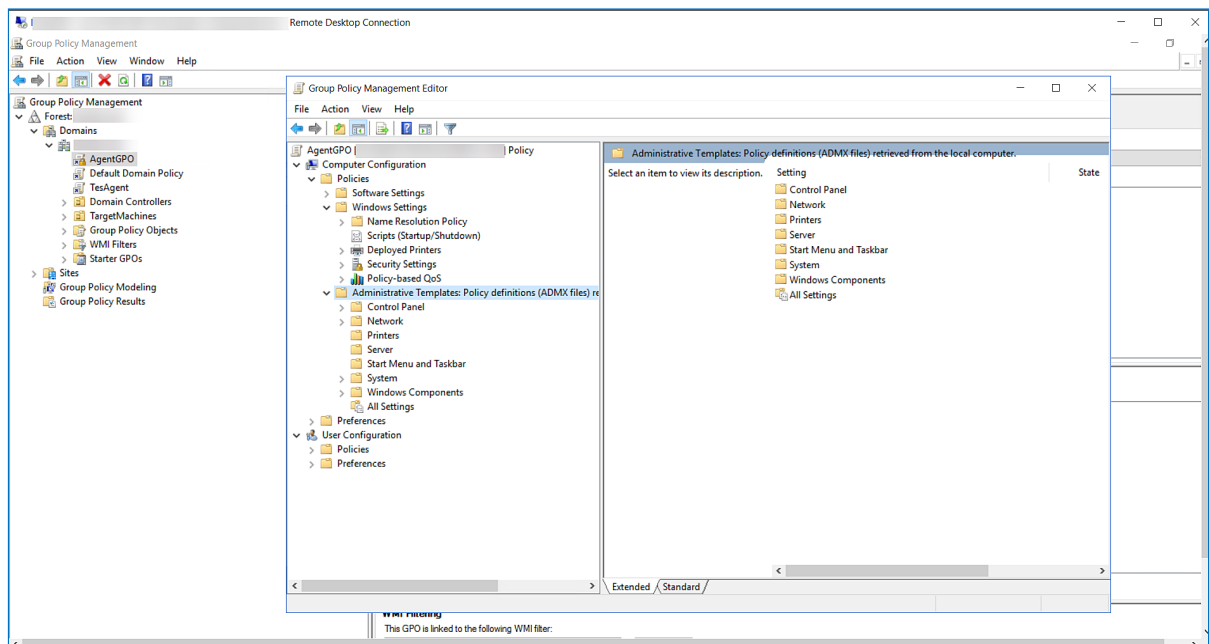 Remote Desktop Connection
Group Policy Management
File Action View Window Help
Group Policy Management
Forest:
Domains
AgentGPO
Default Domain Policy
TesAgent
Domain Controllers
TargetMachines
Group Policy Objects
WMI Filters
Starter GPOs
Sites
Group Policy Modeling
Group Policy Results
Group Policy Management Editor
File Action View Help
AgentGPO [ ] Policy
Computer Configuration
Policies
Software Settings
Windows Settings
Name Resolution Policy
Scripts (Startup/Shutdown)
Deployed Printers
Security Settings
Policy-based QoS
Administrative Templates: Policy definitions (ADMX files) re
Control Panel
Network
Printers
Server
Start Menu and Taskbar
System
Windows Components
All Settings
Preferences
User Configuration
Policies
Preferences
Administrative Templates: Policy definitions (ADMX files) retrieved from the local computer.
Select an item to view its description.
Setting State
Control Panel
Network
Printers
Server
Start Menu and Taskbar
System
Windows Components
All Settings
Extended Standard
WMI Filtering
This GPO is linked to the following WMI filter: